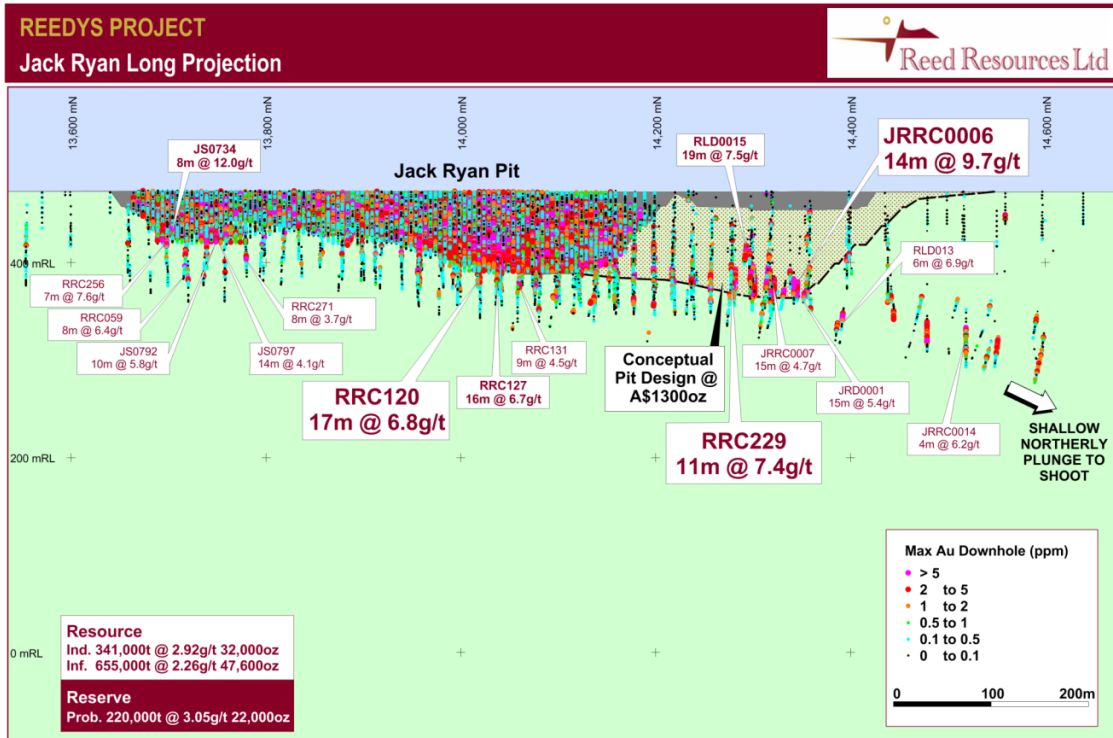 REEDYS PROJECT
Jack Ryan Long Projection
Reed Resources Ltd
13,600 mN
13,800 mN
14,000 mN
14,200 mN
14,400 mN
14,600 mN
JS0734
8m @ 12.0g/t
Jack Ryan Pit
RLD0015
19m @ 7.5g/t
JRRC0006
14m @ 9.7g/t
400 mRL
RLD013
6m @ 6.9g/t
RRC256
7m @ 7.6g/t
RRC059
8m @ 6.4g/t
JS0792
10m @ 5.8g/t
RRC271
8m @ 3.7g/t
JS0797
14m @ 4.1g/t
RRC120
17m @ 6.8g/t
RRC127
16m @ 6.7g/t
RRC131
9m @ 4.5g/t
Conceptual
Pit Design @
A$1300oz
JRRC0007
15m @ 4.7g/t
JRD0001
15m @ 5.4g/t
RRC229
11m @ 7.4g/t
JRRC0014
4m @ 6.2g/t
SHALLOW
NORTHERLY
PLUNGE TO
SHOOT
200 mRL
0 mRL
Max Au Downhole (ppm)
> 5
2 to 5
1 to 2
0.5 to 1
0.1 to 0.5
0 to 0.1
0 100 200m
Resource
Ind. 341,000t @ 2.92g/t 32,000oz
Inf. 655,000t @ 2.26g/t 47,600oz
Reserve
Prob. 220,000t @ 3.05g/t 22,000oz